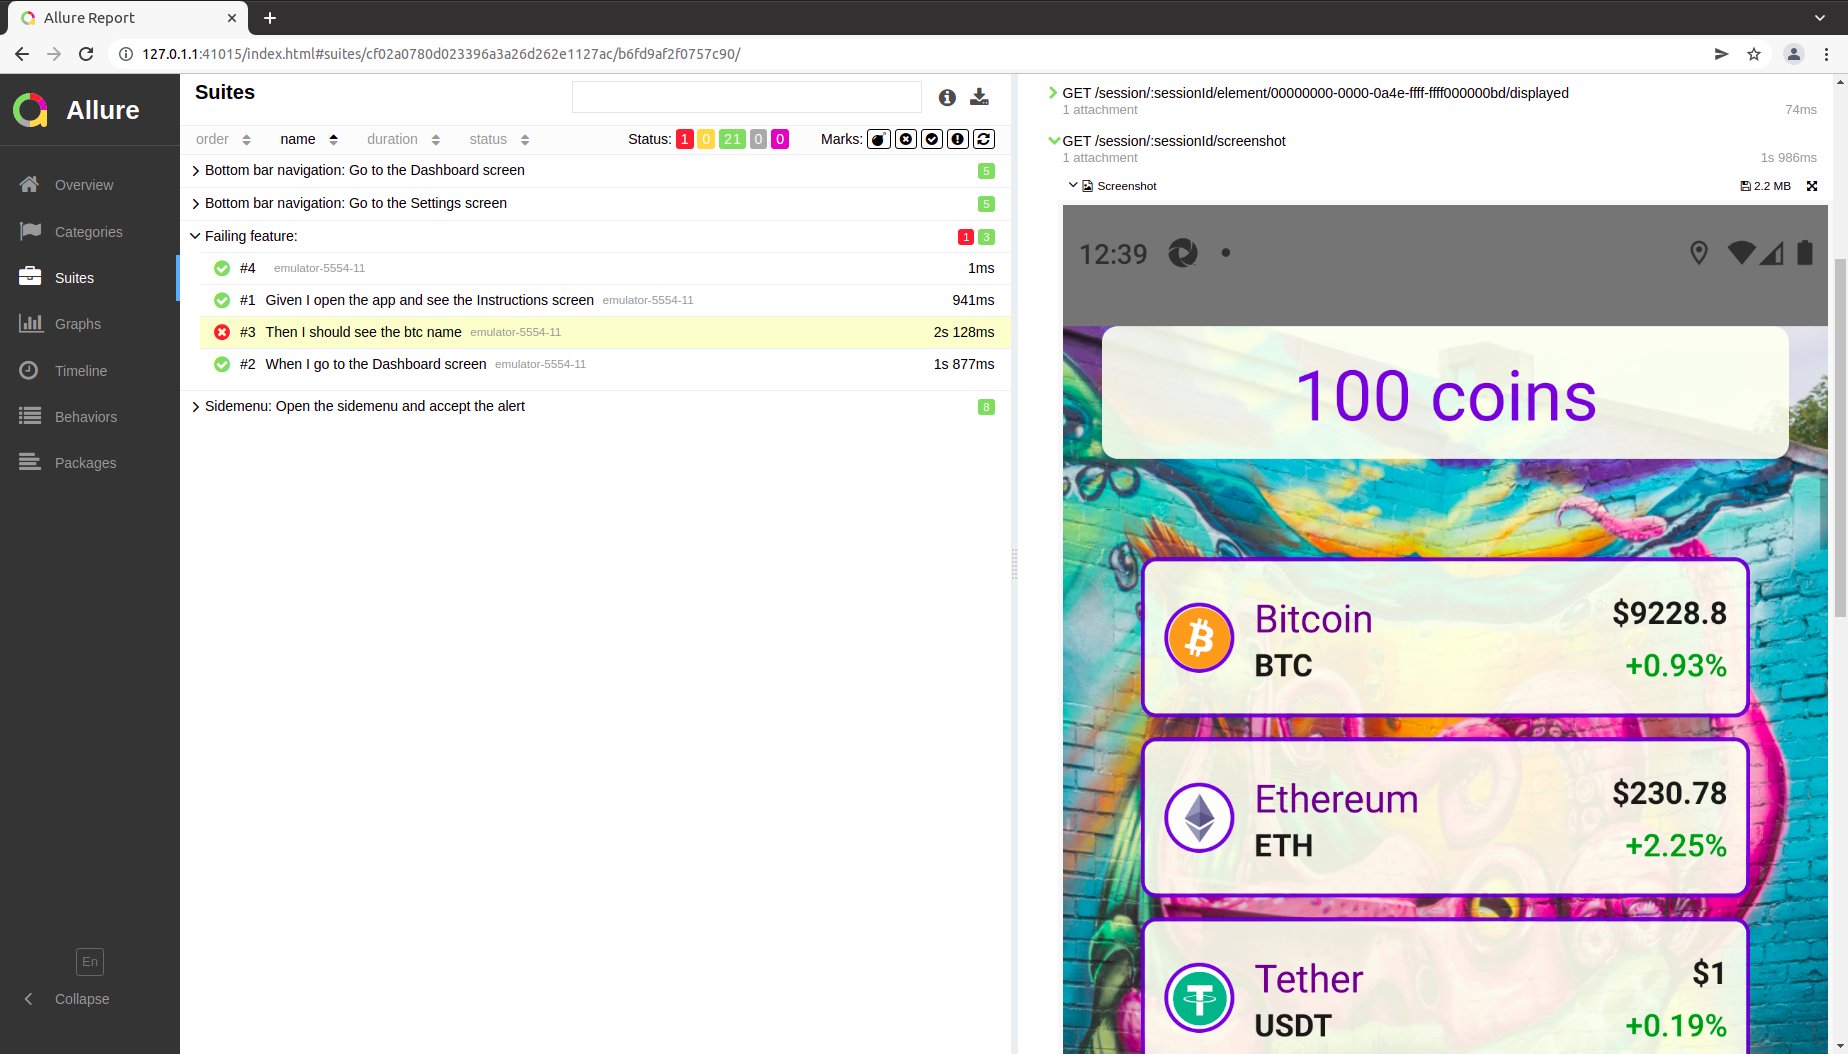 Allure Report
127.0.1.1:41015/index.html#suites/cf02a0780d023396a3a26d262e1127ac/b6fd9af2f0757c90/
Allure
Overview
Categories
Suites
Graphs
Timeline
Behaviors
Packages
En
Collapse
Suites
order name duration status Status: 1 0 21 0 0 Marks:
Bottom bar navigation: Go to the Dashboard screen 5
Bottom bar navigation: Go to the Settings screen 5
Failing feature: 1 3
#4 emulator-5554-11 1ms
#1 Given I open the app and see the Instructions screen emulator-5554-11 941ms
#3 Then I should see the btc name emulator-5554-11 2s 128ms
#2 When I go to the Dashboard screen emulator-5554-11 1s 877ms
Sidemenu: Open the sidemenu and accept the alert 8
GET /session/:sessionId/element/00000000-0000-0a4e-ffff-ffff000000bd/displayed
1 attachment 74ms
GET /session/:sessionId/screenshot
1 attachment 1s 986ms
Screenshot 2.2 MB
12:39
100 coins
Bitcoin $9228.8
BTC +0.93%
Ethereum $230.78
ETH +2.25%
Tether $1
USDT +0.19%